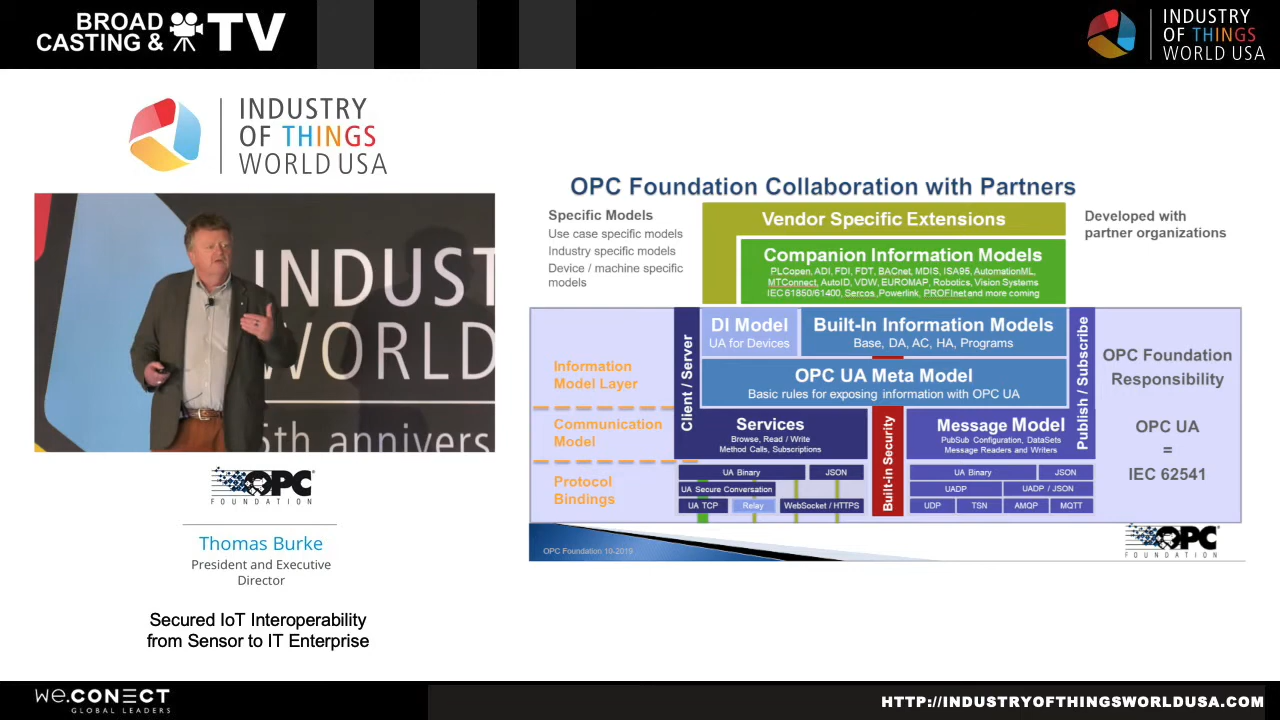 BROAD
CASTING & TV
INDUSTRY
OF THINGS
WORLD USA
INDUSTRY
OF THINGS
WORLD USA
INDUST
WORLD
5th annivers
OPC
FOUNDATION
Thomas Burke
President and Executive
Director
Secured IoT Interoperability
from Sensor to IT Enterprise
OPC Foundation Collaboration with Partners
Specific Models
Use case specific models
Industry specific models
Device / machine specific
models
Vendor Specific Extensions
Companion Information Models
PLCopen, ADI, FDI, FDT, BACnet, MDIS, ISA95, AutomationML,
MTConnect, AutoID, VDW, EUROMAP, Robotics, Vision Systems
IEC 61850/61400, Sercos ,Powerlink, PROFInet and more coming
Developed with
partner organizations
Information
Model Layer
Communication
Model
Protocol
Bindings
Client / Server
DI Model
UA for Devices
Built-In Information Models
Base, DA, AC, HA, Programs
OPC UA Meta Model
Basic rules for exposing information with OPC UA
Services
Browse, Read / Write
Method Calls, Subscriptions
Built-in Security
Message Model
PubSub Configuration, DataSets
Message Readers and Writers
Publish / Subscribe
UA Binary
JSON
UA Secure Conversation
UA TCP
Relay
WebSocket / HTTPS
UA Binary
JSON
UADP
UADP / JSON
UDP
TSN
AMQP
MQTT
OPC Foundation
Responsibility
OPC UA
=
IEC 62541
OPC Foundation 10-2019
OPC
FOUNDATION
we.CONECT
GLOBAL LEADERS
HTTP://INDUSTRYOFTHINGSWORLDUSA.COM